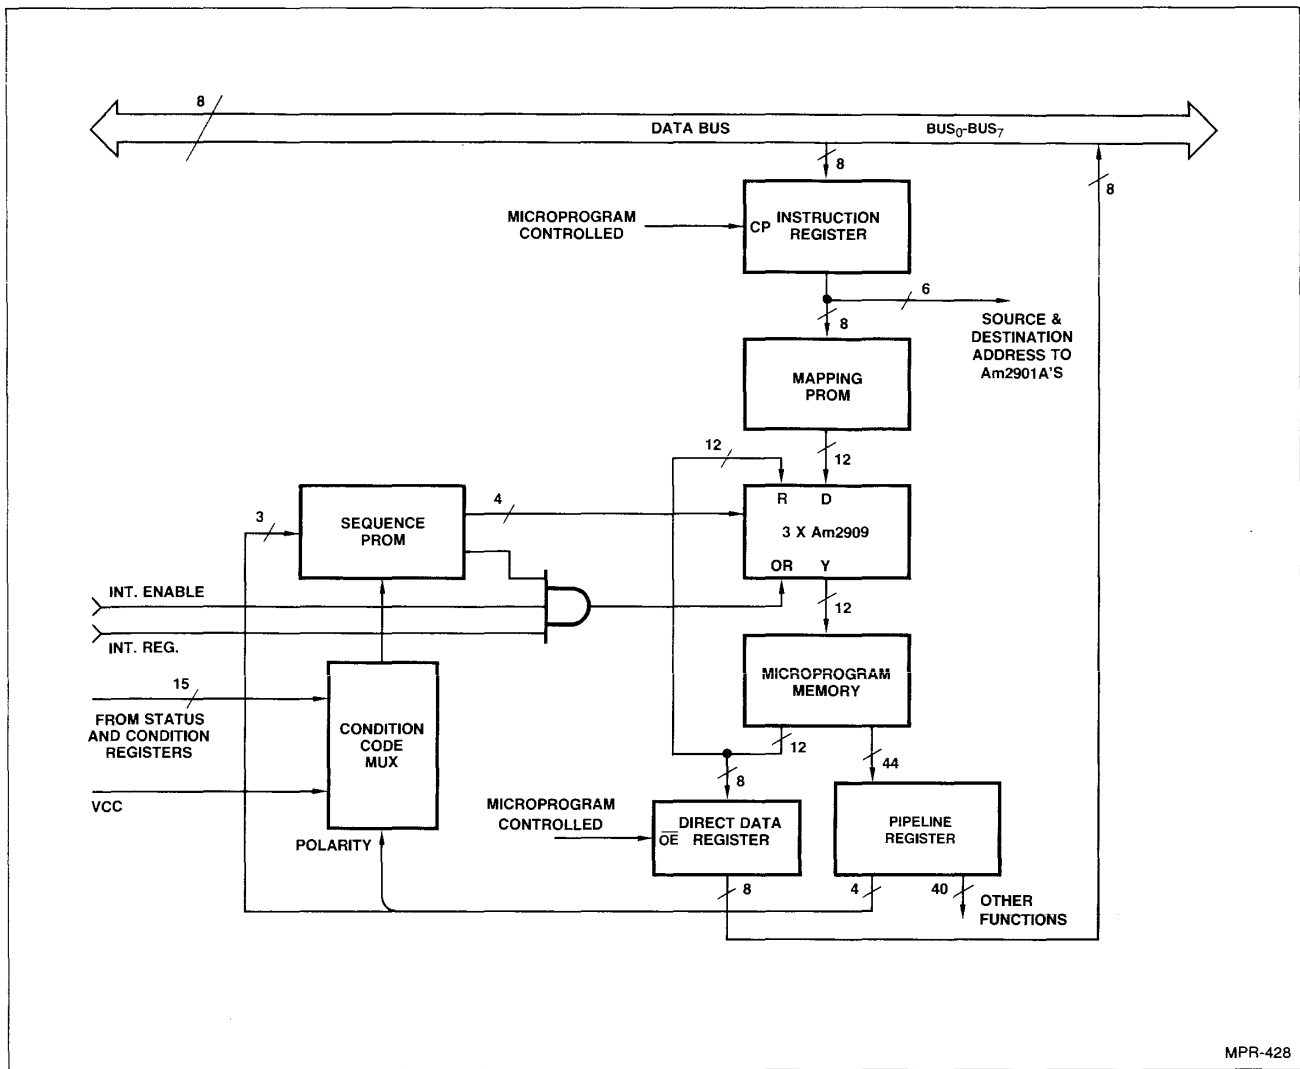 8
DATA BUS
BUS0-BUS7
8
8
MICROPROGRAM
CONTROLLED
CP
INSTRUCTION
REGISTER
6
8
SOURCE &
DESTINATION
ADDRESS TO
Am2901A'S
MAPPING
PROM
12
12
R D
3 X Am2909
OR Y
4
3
SEQUENCE
PROM
INT. ENABLE
INT. REG.
12
MICROPROGRAM
MEMORY
15
FROM STATUS
AND CONDITION
REGISTERS
CONDITION
CODE
MUX
VCC
POLARITY
12
44
8
MICROPROGRAM
CONTROLLED
OE
DIRECT DATA
REGISTER
PIPELINE
REGISTER
8
4
40
OTHER
FUNCTIONS
MPR-428